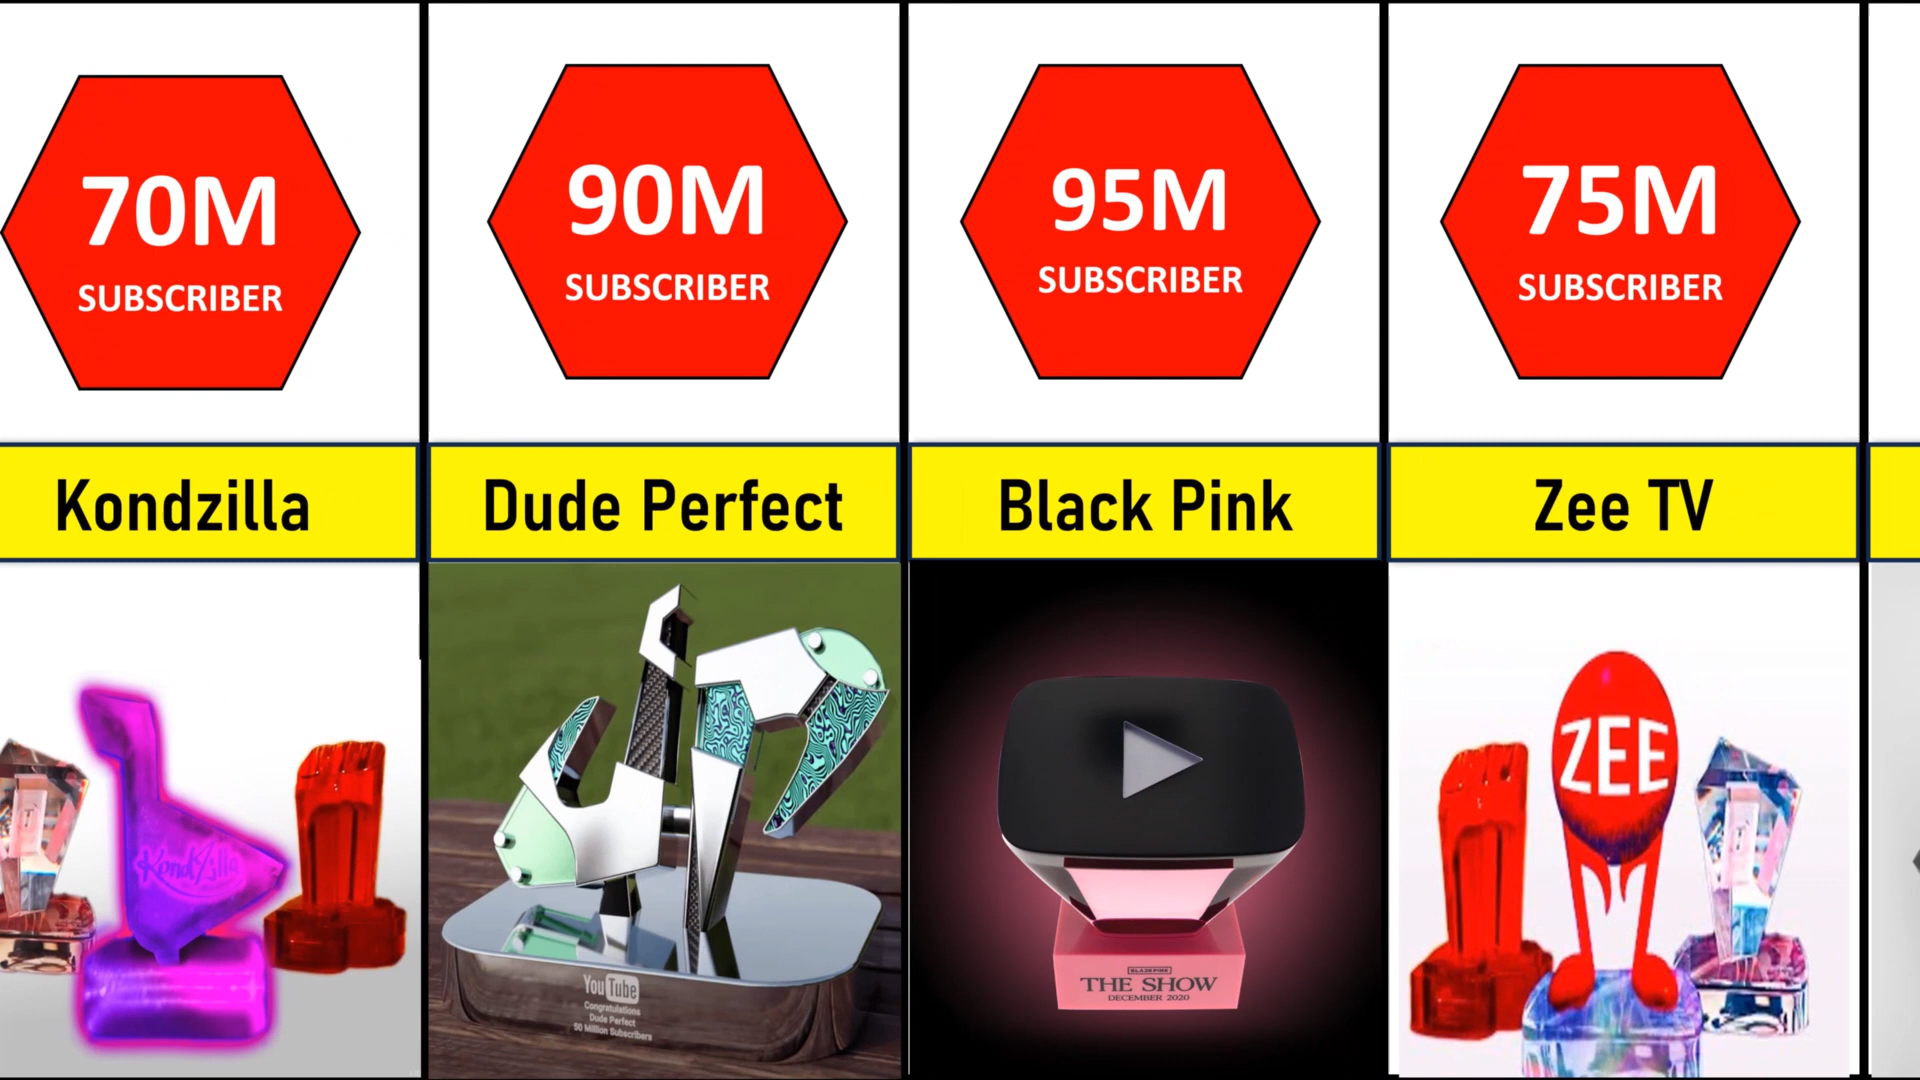 70M
SUBSCRIBER
90M
SUBSCRIBER
95M
SUBSCRIBER
75M
SUBSCRIBER
Kondzilla
Dude Perfect
Black Pink
Zee TV
KondZilla
YouTube
Congratulations
Dude Perfect
50 Million Subscribers
BLACKPINK
THE SHOW
DECEMBER 2020
ZEE